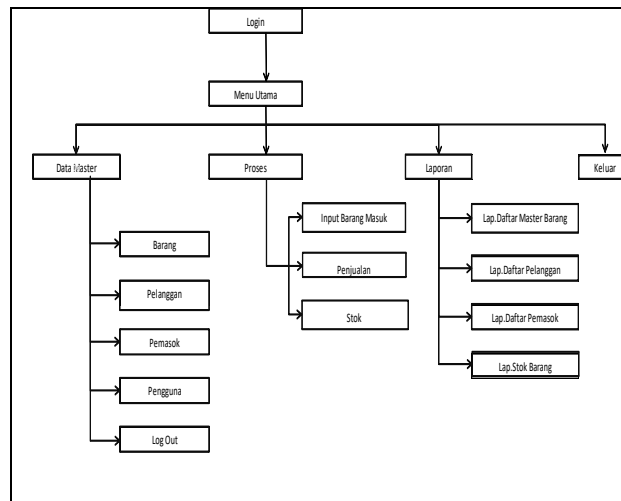 Login
Menu Utama
Data Master
Proses
Laporan
Keluar
Barang
Pelanggan
Pemasok
Pengguna
Log Out
Input Barang Masuk
Penjualan
Stok
Lap.Daftar Master Barang
Lap.Daftar Pelanggan
Lap.Daftar Pemasok
Lap.Stok Barang